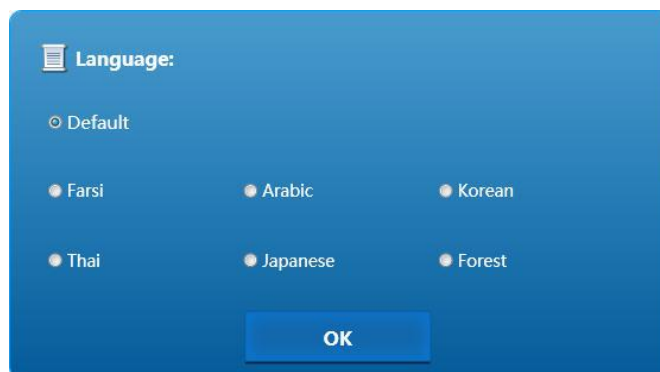 Language:
Default
Farsi Arabic Korean
Thai Japanese Forest
OK